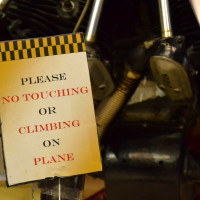 PLEASE
NO TOUCHING
OR
CLIMBING
ON
PLANE